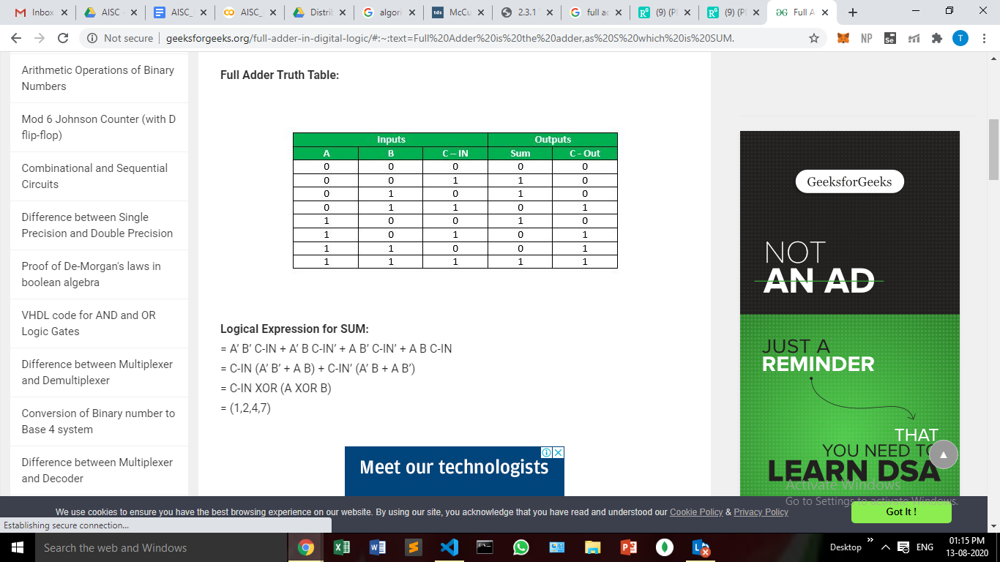 Inbox
AISC
AISC_
AISC_
Distril
algori
McCu
2.3.1
full ac
(9) (P
(9) (P
Full A
Not secure | geeksforgeeks.org/full-adder-in-digital-logic/#:~:text=Full%20Adder%20is%20the%20adder,as%20S%20which%20is%20SUM.
NP
Se
T
Arithmetic Operations of Binary
Numbers
Mod 6 Johnson Counter (with D
flip-flop)
Combinational and Sequential
Circuits
Difference between Single
Precision and Double Precision
Proof of De-Morgan's laws in
boolean algebra
VHDL code for AND and OR
Logic Gates
Difference between Multiplexer
and Demultiplexer
Conversion of Binary number to
Base 4 system
Difference between Multiplexer
and Decoder
Full Adder Truth Table:
Inputs Outputs
A B C – IN Sum C - Out
0 0 0 0 0
0 0 1 1 0
0 1 0 1 0
0 1 1 0 1
1 0 0 1 0
1 0 1 0 1
1 1 0 0 1
1 1 1 1 1
Logical Expression for SUM:
= A’ B’ C-IN + A’ B C-IN’ + A B’ C-IN’ + A B C-IN
= C-IN (A’ B’ + A B) + C-IN’ (A’ B + A B’)
= C-IN XOR (A XOR B)
= (1,2,4,7)
Meet our technologists
GeeksforGeeks
NOT
AN AD
JUST A
REMINDER
THAT
YOU NEED TO
LEARN DSA
Activate Windows
Go to Settings to activate Windows.
We use cookies to ensure you have the best browsing experience on our website. By using our site, you acknowledge that you have read and understood our Cookie Policy & Privacy Policy
Got It !
Establishing secure connection...
Search the web and Windows
Desktop
ENG
01:15 PM
13-08-2020